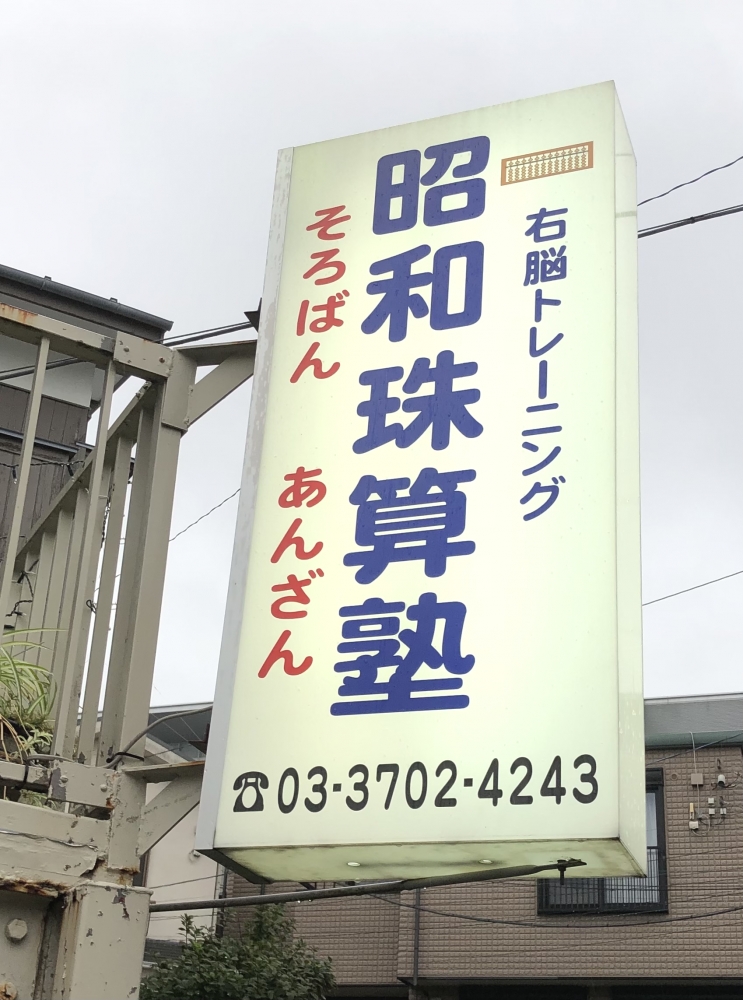 右脳トレーニング
昭和珠算塾
そろばん あんざん
☎03-3702-4243